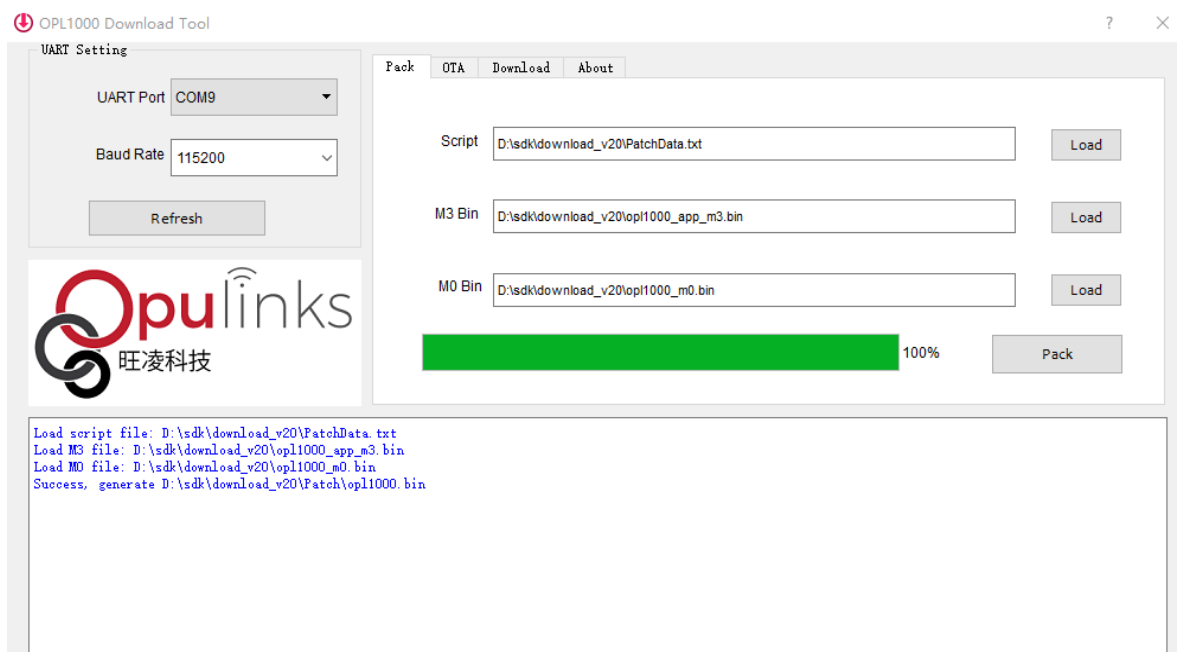 OPL1000 Download Tool
? ×
UART Setting
UART Port COM9
Baud Rate 115200
Refresh
Opulinks
旺凌科技
Pack OTA Download About
Script D:\sdk\download_v20\PatchData.txt Load
M3 Bin D:\sdk\download_v20\opl1000_app_m3.bin Load
M0 Bin D:\sdk\download_v20\opl1000_m0.bin Load
100% Pack
Load script file: D:\sdk\download_v20\PatchData.txt
Load M3 file: D:\sdk\download_v20\opl1000_app_m3.bin
Load M0 file: D:\sdk\download_v20\opl1000_m0.bin
Success, generate D:\sdk\download_v20\Patch\opl1000.bin